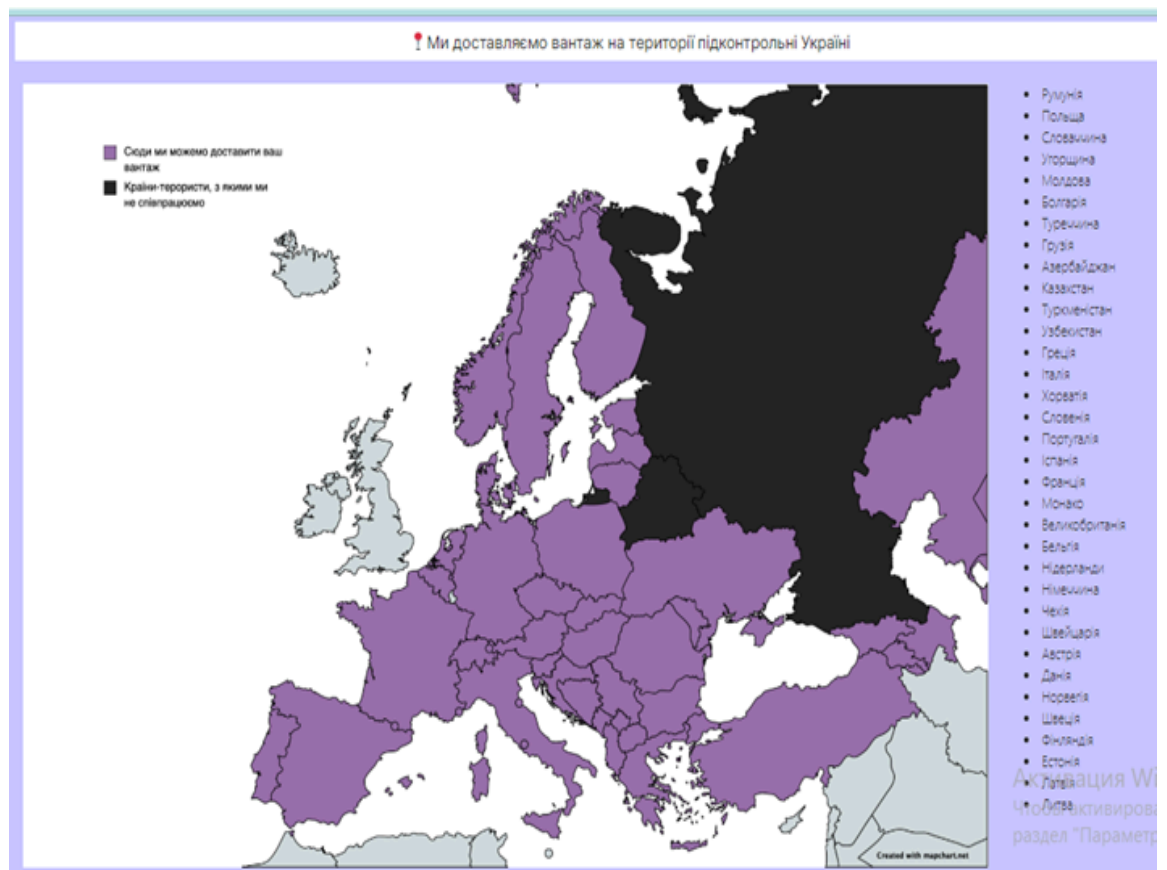 Ми доставляємо вантаж на території підконтрольні Україні
Сюди ми можемо доставити ваш
вантаж
Країни-терористи, з якими ми
не співпрацюємо
Румунія
Польща
Словаччина
Угорщина
Молдова
Болгарія
Туреччина
Грузія
Азербайджан
Казахстан
Туркменістан
Узбекистан
Греція
Італія
Хорватія
Словенія
Португалія
Іспанія
Франція
Монако
Великобританія
Бельгія
Нідерланди
Німеччина
Чехія
Швейцарія
Австрія
Данія
Норвегія
Швеція
Фінляндія
Естонія
Латвія
Литва
Активация Wi
Чтобы активирова
раздел "Параметр
Created with mapchart.net